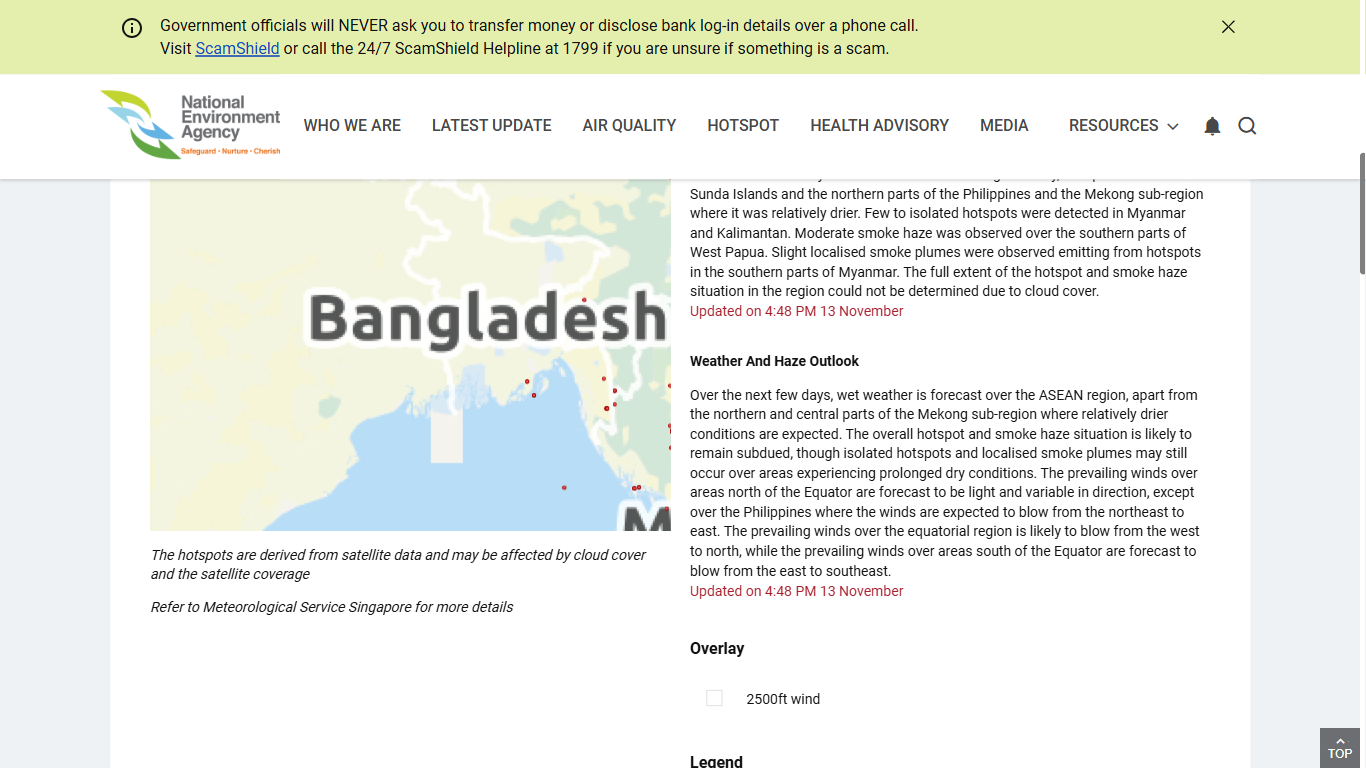 Government officials will NEVER ask you to transfer money or disclose bank log-in details over a phone call.
Visit ScamShield or call the 24/7 ScamShield Helpline at 1799 if you are unsure if something is a scam.
National
Environment
Agency
Safeguard · Nurture · Cherish
WHO WE ARE
LATEST UPDATE
AIR QUALITY
HOTSPOT
HEALTH ADVISORY
MEDIA
RESOURCES
Bangladesh
M
The hotspots are derived from satellite data and may be affected by cloud cover
and the satellite coverage
Refer to Meteorological Service Singapore for more details
Sunda Islands and the northern parts of the Philippines and the Mekong sub-region
where it was relatively drier. Few to isolated hotspots were detected in Myanmar
and Kalimantan. Moderate smoke haze was observed over the southern parts of
West Papua. Slight localised smoke plumes were observed emitting from hotspots
in the southern parts of Myanmar. The full extent of the hotspot and smoke haze
situation in the region could not be determined due to cloud cover.
Updated on 4:48 PM 13 November
Weather And Haze Outlook
Over the next few days, wet weather is forecast over the ASEAN region, apart from
the northern and central parts of the Mekong sub-region where relatively drier
conditions are expected. The overall hotspot and smoke haze situation is likely to
remain subdued, though isolated hotspots and localised smoke plumes may still
occur over areas experiencing prolonged dry conditions. The prevailing winds over
areas north of the Equator are forecast to be light and variable in direction, except
over the Philippines where the winds are expected to blow from the northeast to
east. The prevailing winds over the equatorial region is likely to blow from the west
to north, while the prevailing winds over areas south of the Equator are forecast to
blow from the east to southeast.
Updated on 4:48 PM 13 November
Overlay
2500ft wind
Legend
TOP